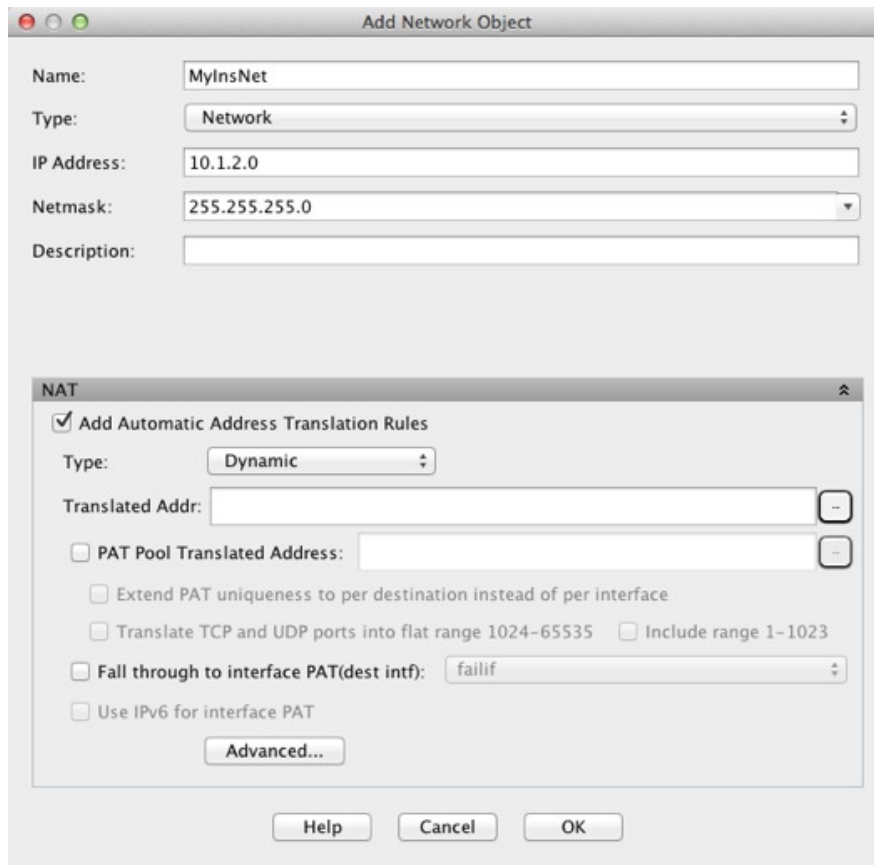 Add Network Object
Name: MyInsNet
Type: Network
IP Address: 10.1.2.0
Netmask: 255.255.255.0
Description:
NAT
Add Automatic Address Translation Rules
Type: Dynamic
Translated Addr: ...
PAT Pool Translated Address: ...
Extend PAT uniqueness to per destination instead of per interface
Translate TCP and UDP ports into flat range 1024-65535 Include range 1-1023
Fall through to interface PAT(dest intf): failif
Use IPv6 for interface PAT
Advanced...
Help Cancel OK